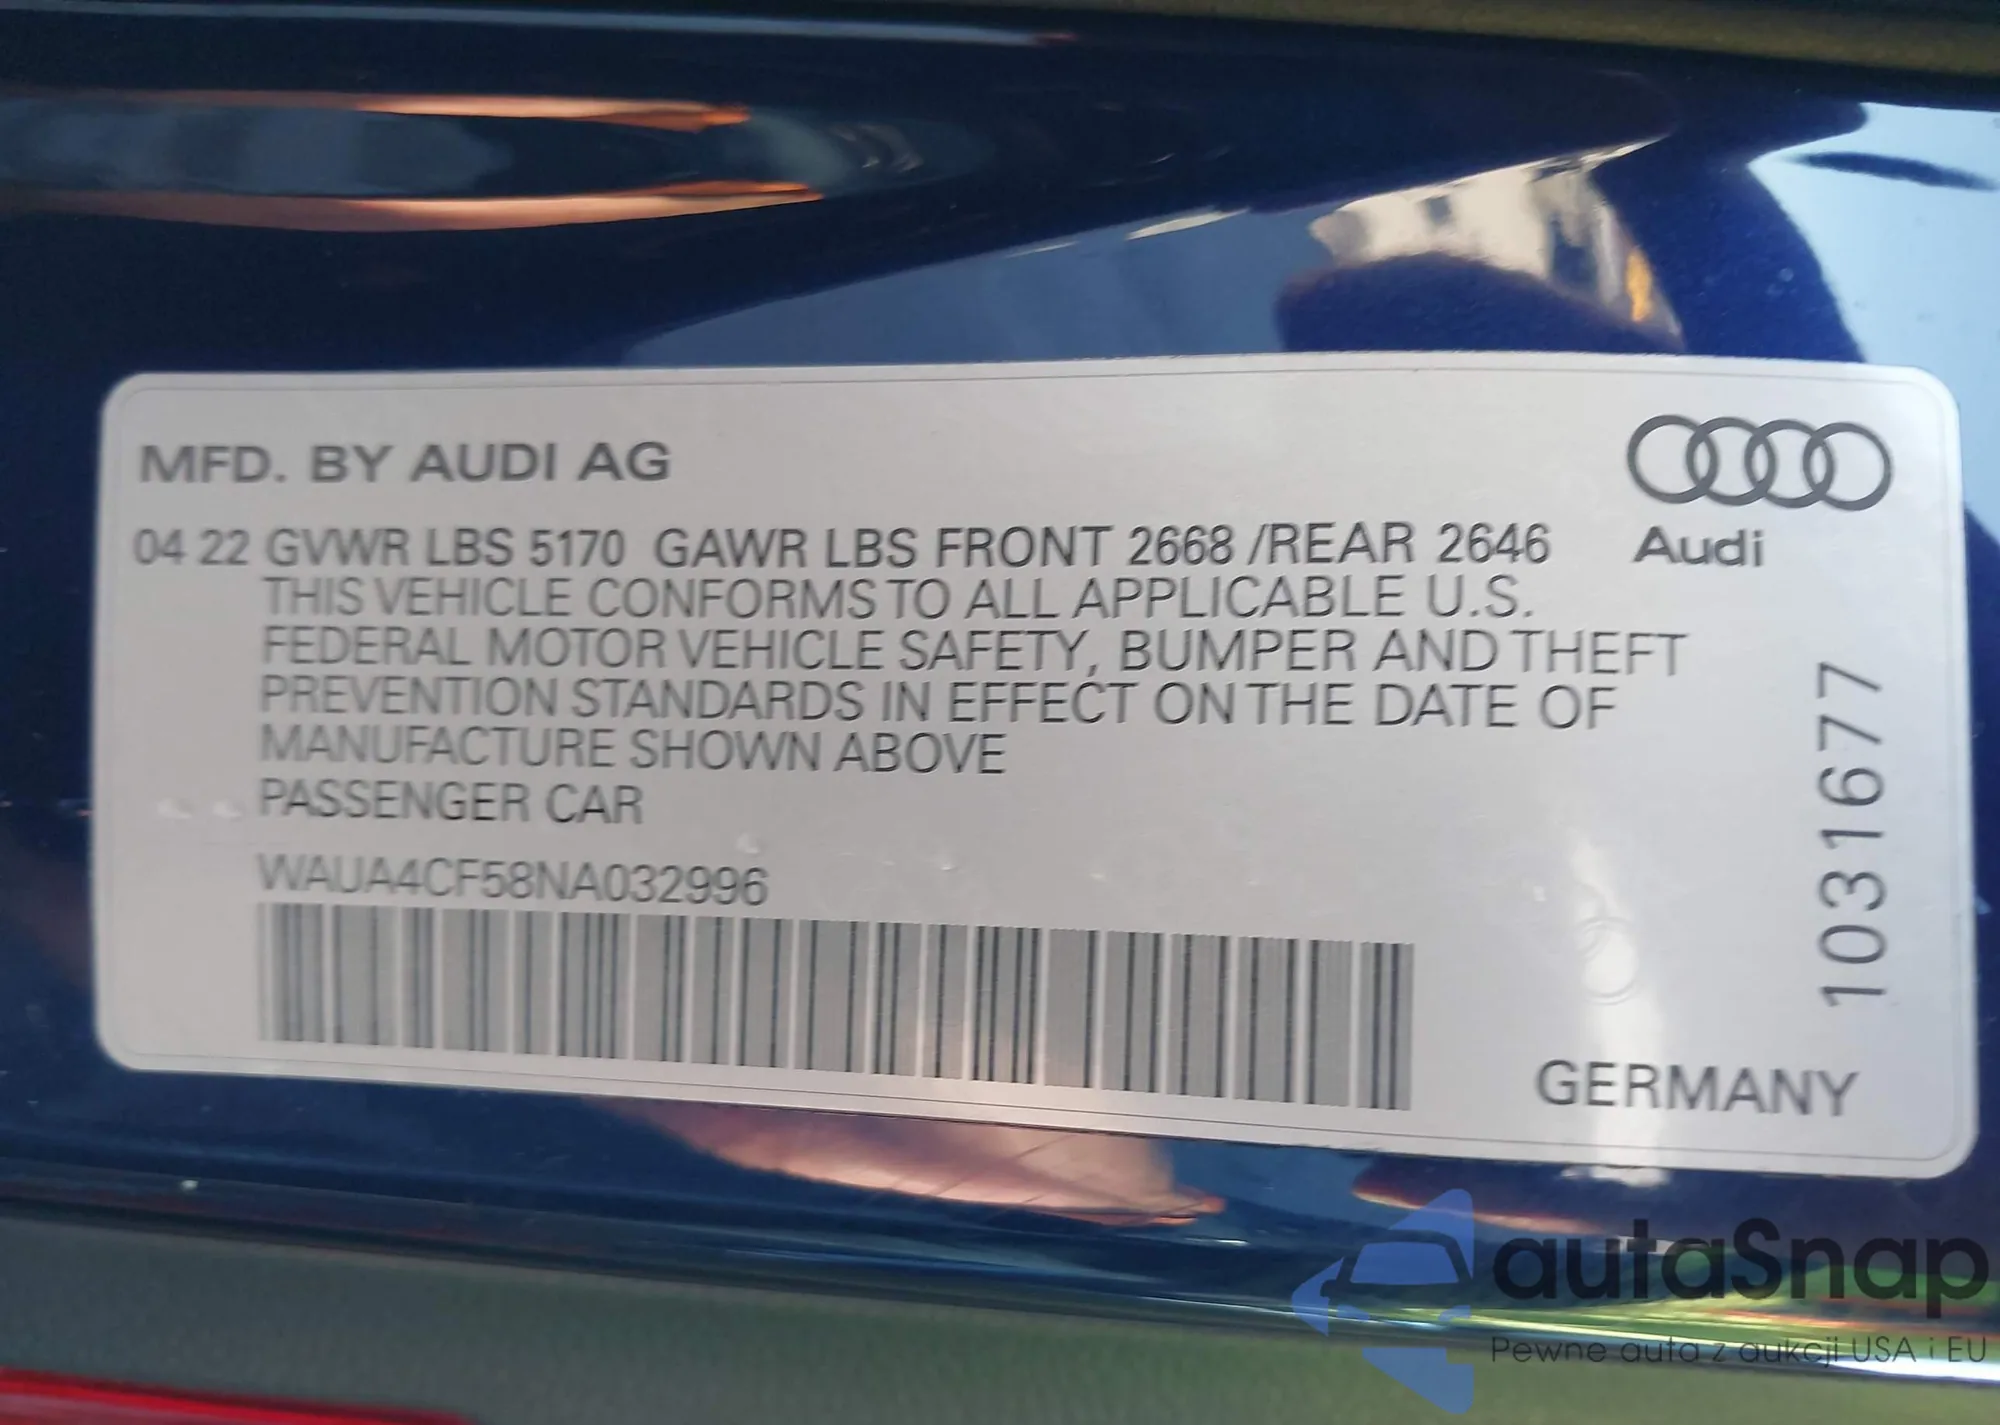 MFD. BY AUDI AG
Audi
04 22 GVWR LBS 5170 GAWR LBS FRONT 2668 /REAR 2646
THIS VEHICLE CONFORMS TO ALL APPLICABLE U.S.
FEDERAL MOTOR VEHICLE SAFETY, BUMPER AND THEFT
PREVENTION STANDARDS IN EFFECT ON THE DATE OF
MANUFACTURE SHOWN ABOVE
PASSENGER CAR
WAUA4CF58NA032996
1031677
GERMANY
autaSnap
Pewne auta z aukcji USA i EU